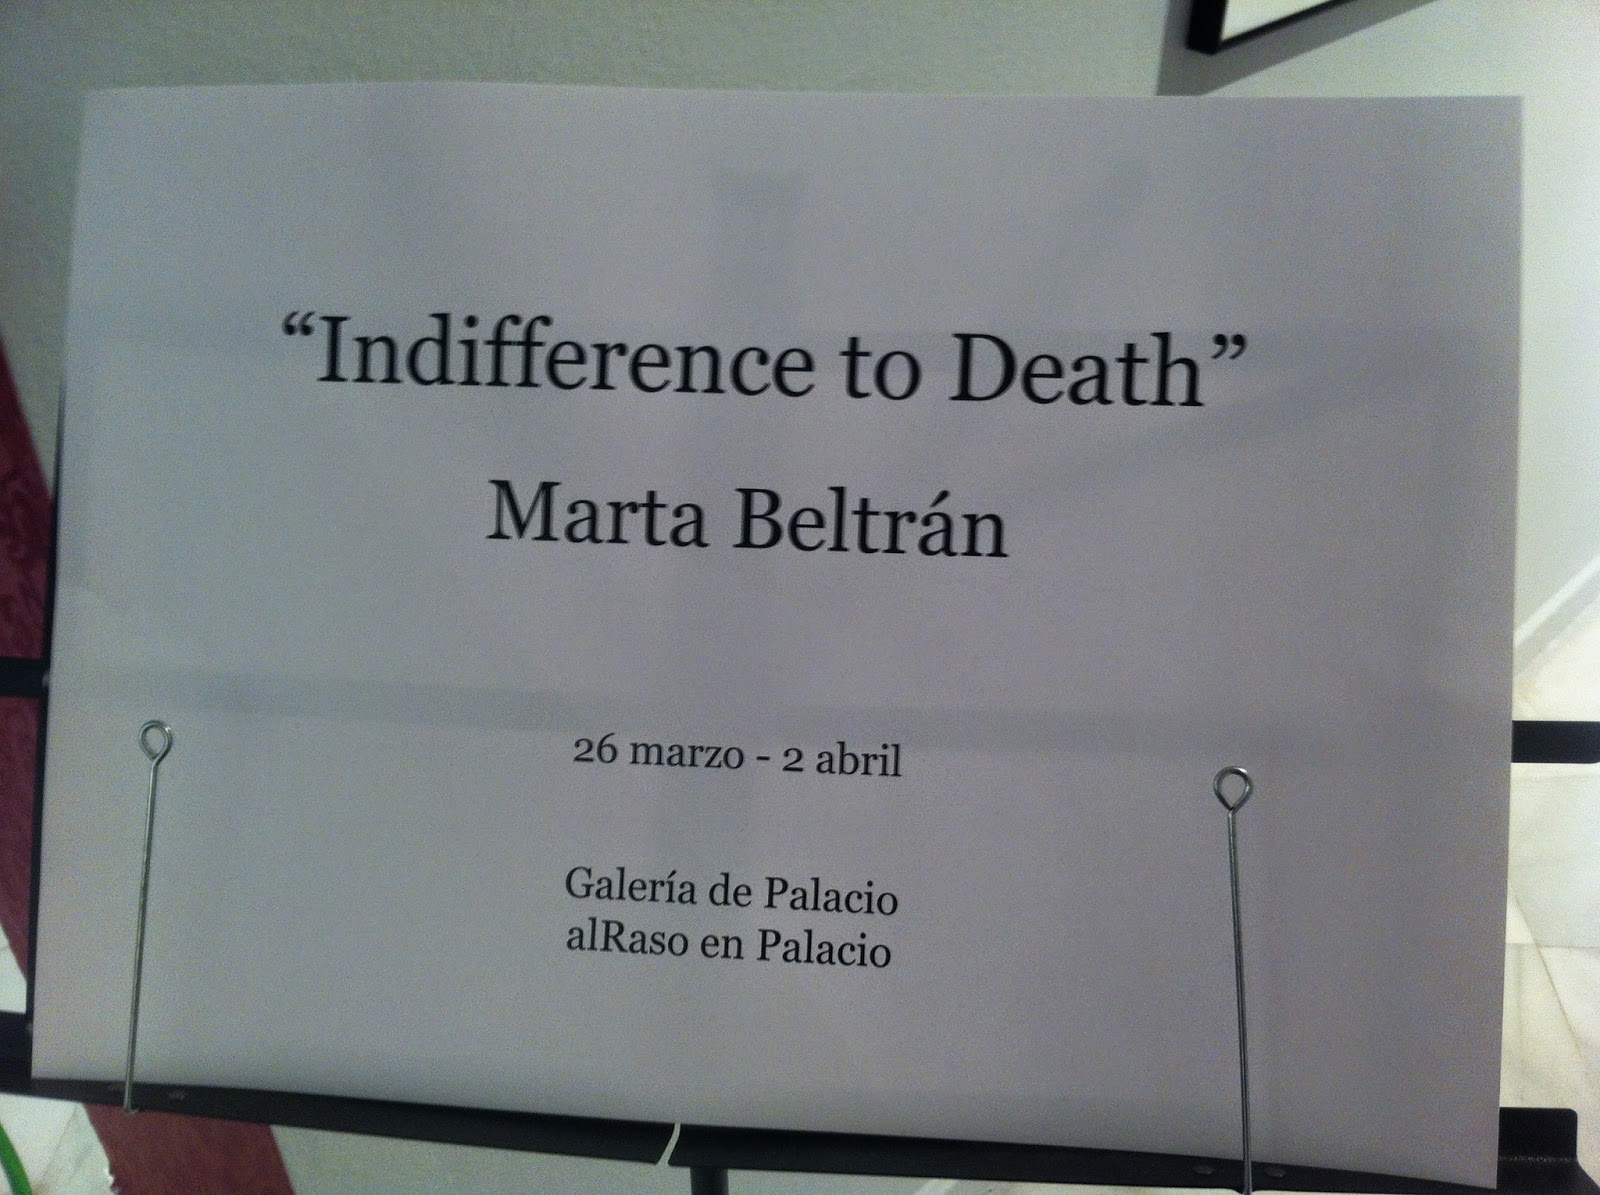 “Indifference to Death”
Marta Beltrán
26 marzo - 2 abril
Galería de Palacio
alRaso en Palacio